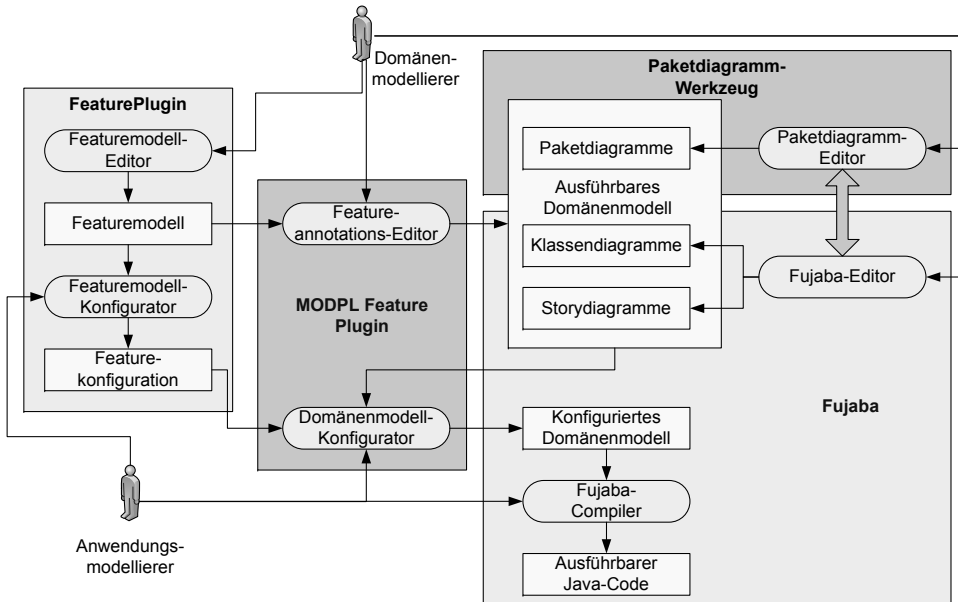 Domänen-
modellierer
FeaturePlugin
Featuremodell-
Editor
Featuremodell
Featuremodell-
Konfigurator
Feature-
konfiguration
Anwendungs-
modellierer
Feature-
annotations-Editor
MODPL Feature
Plugin
Domänenmodell-
Konfigurator
Paketdiagramm-
Werkzeug
Paketdiagramme
Ausführbares
Domänenmodell
Klassendiagramme
Storydiagramme
Paketdiagramm-
Editor
Fujaba-Editor
Fujaba
Konfiguriertes
Domänenmodell
Fujaba-
Compiler
Ausführbarer
Java-Code